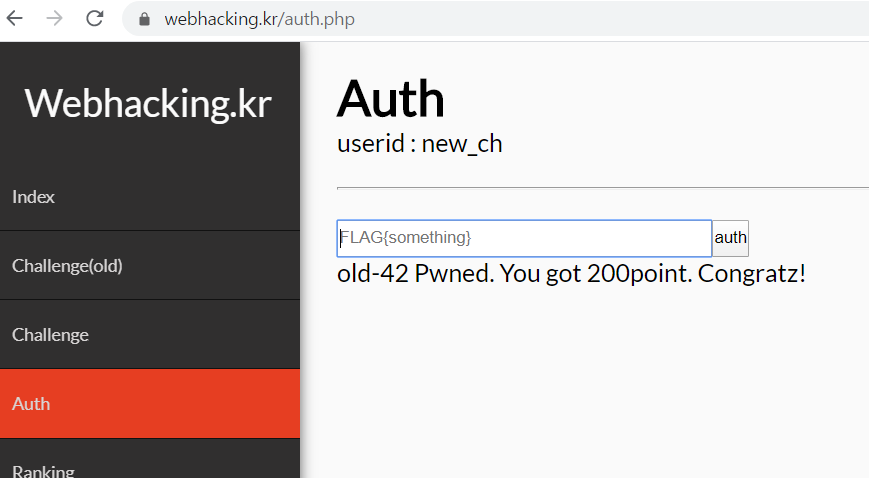 webhacking.kr/auth.php
Webhacking.kr
Index
Challenge(old)
Challenge
Auth
Ranking
Auth
userid : new_ch
FLAG{something}
auth
old-42 Pwned. You got 200point. Congratz!